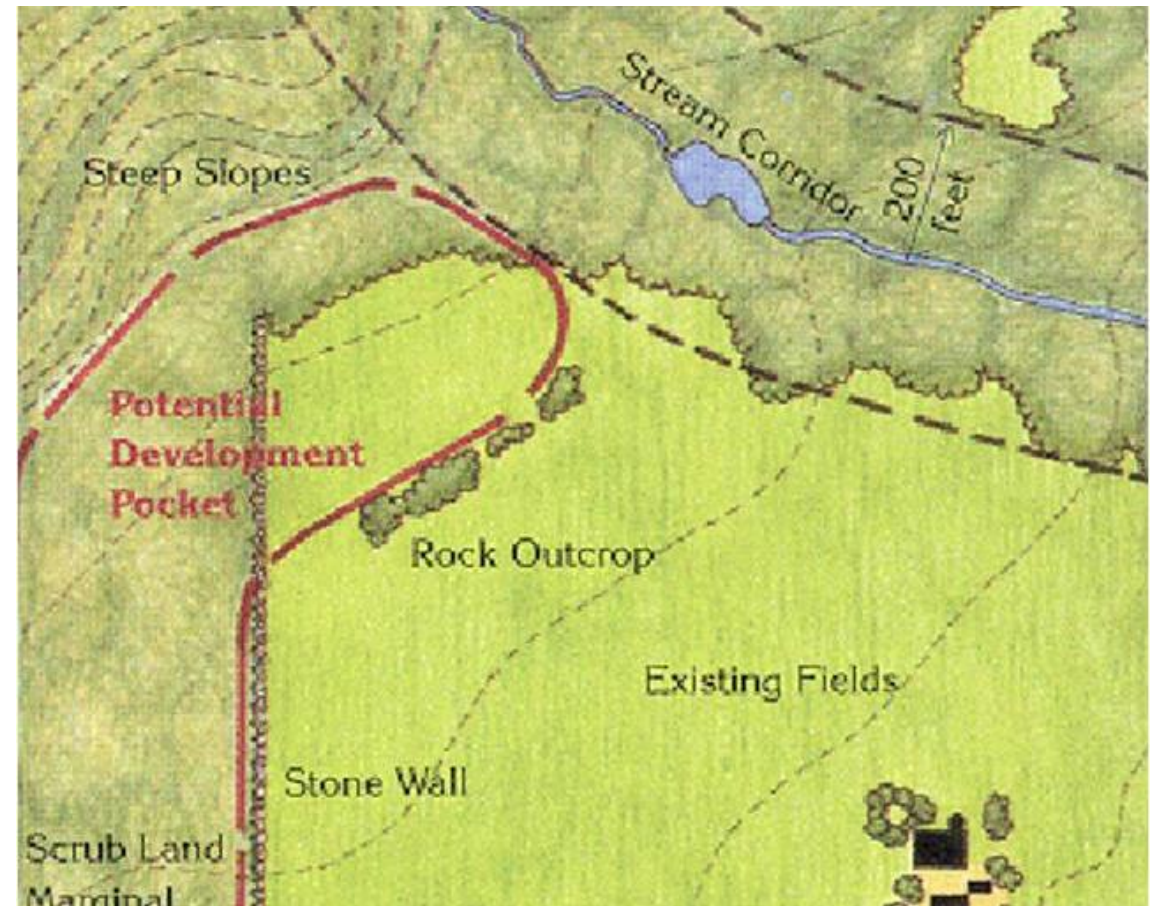 Stream Corridor
200
feet
Steep Slopes
Potential
Development
Pocket
Rock Outcrop
Existing Fields
Stone Wall
Scrub Land